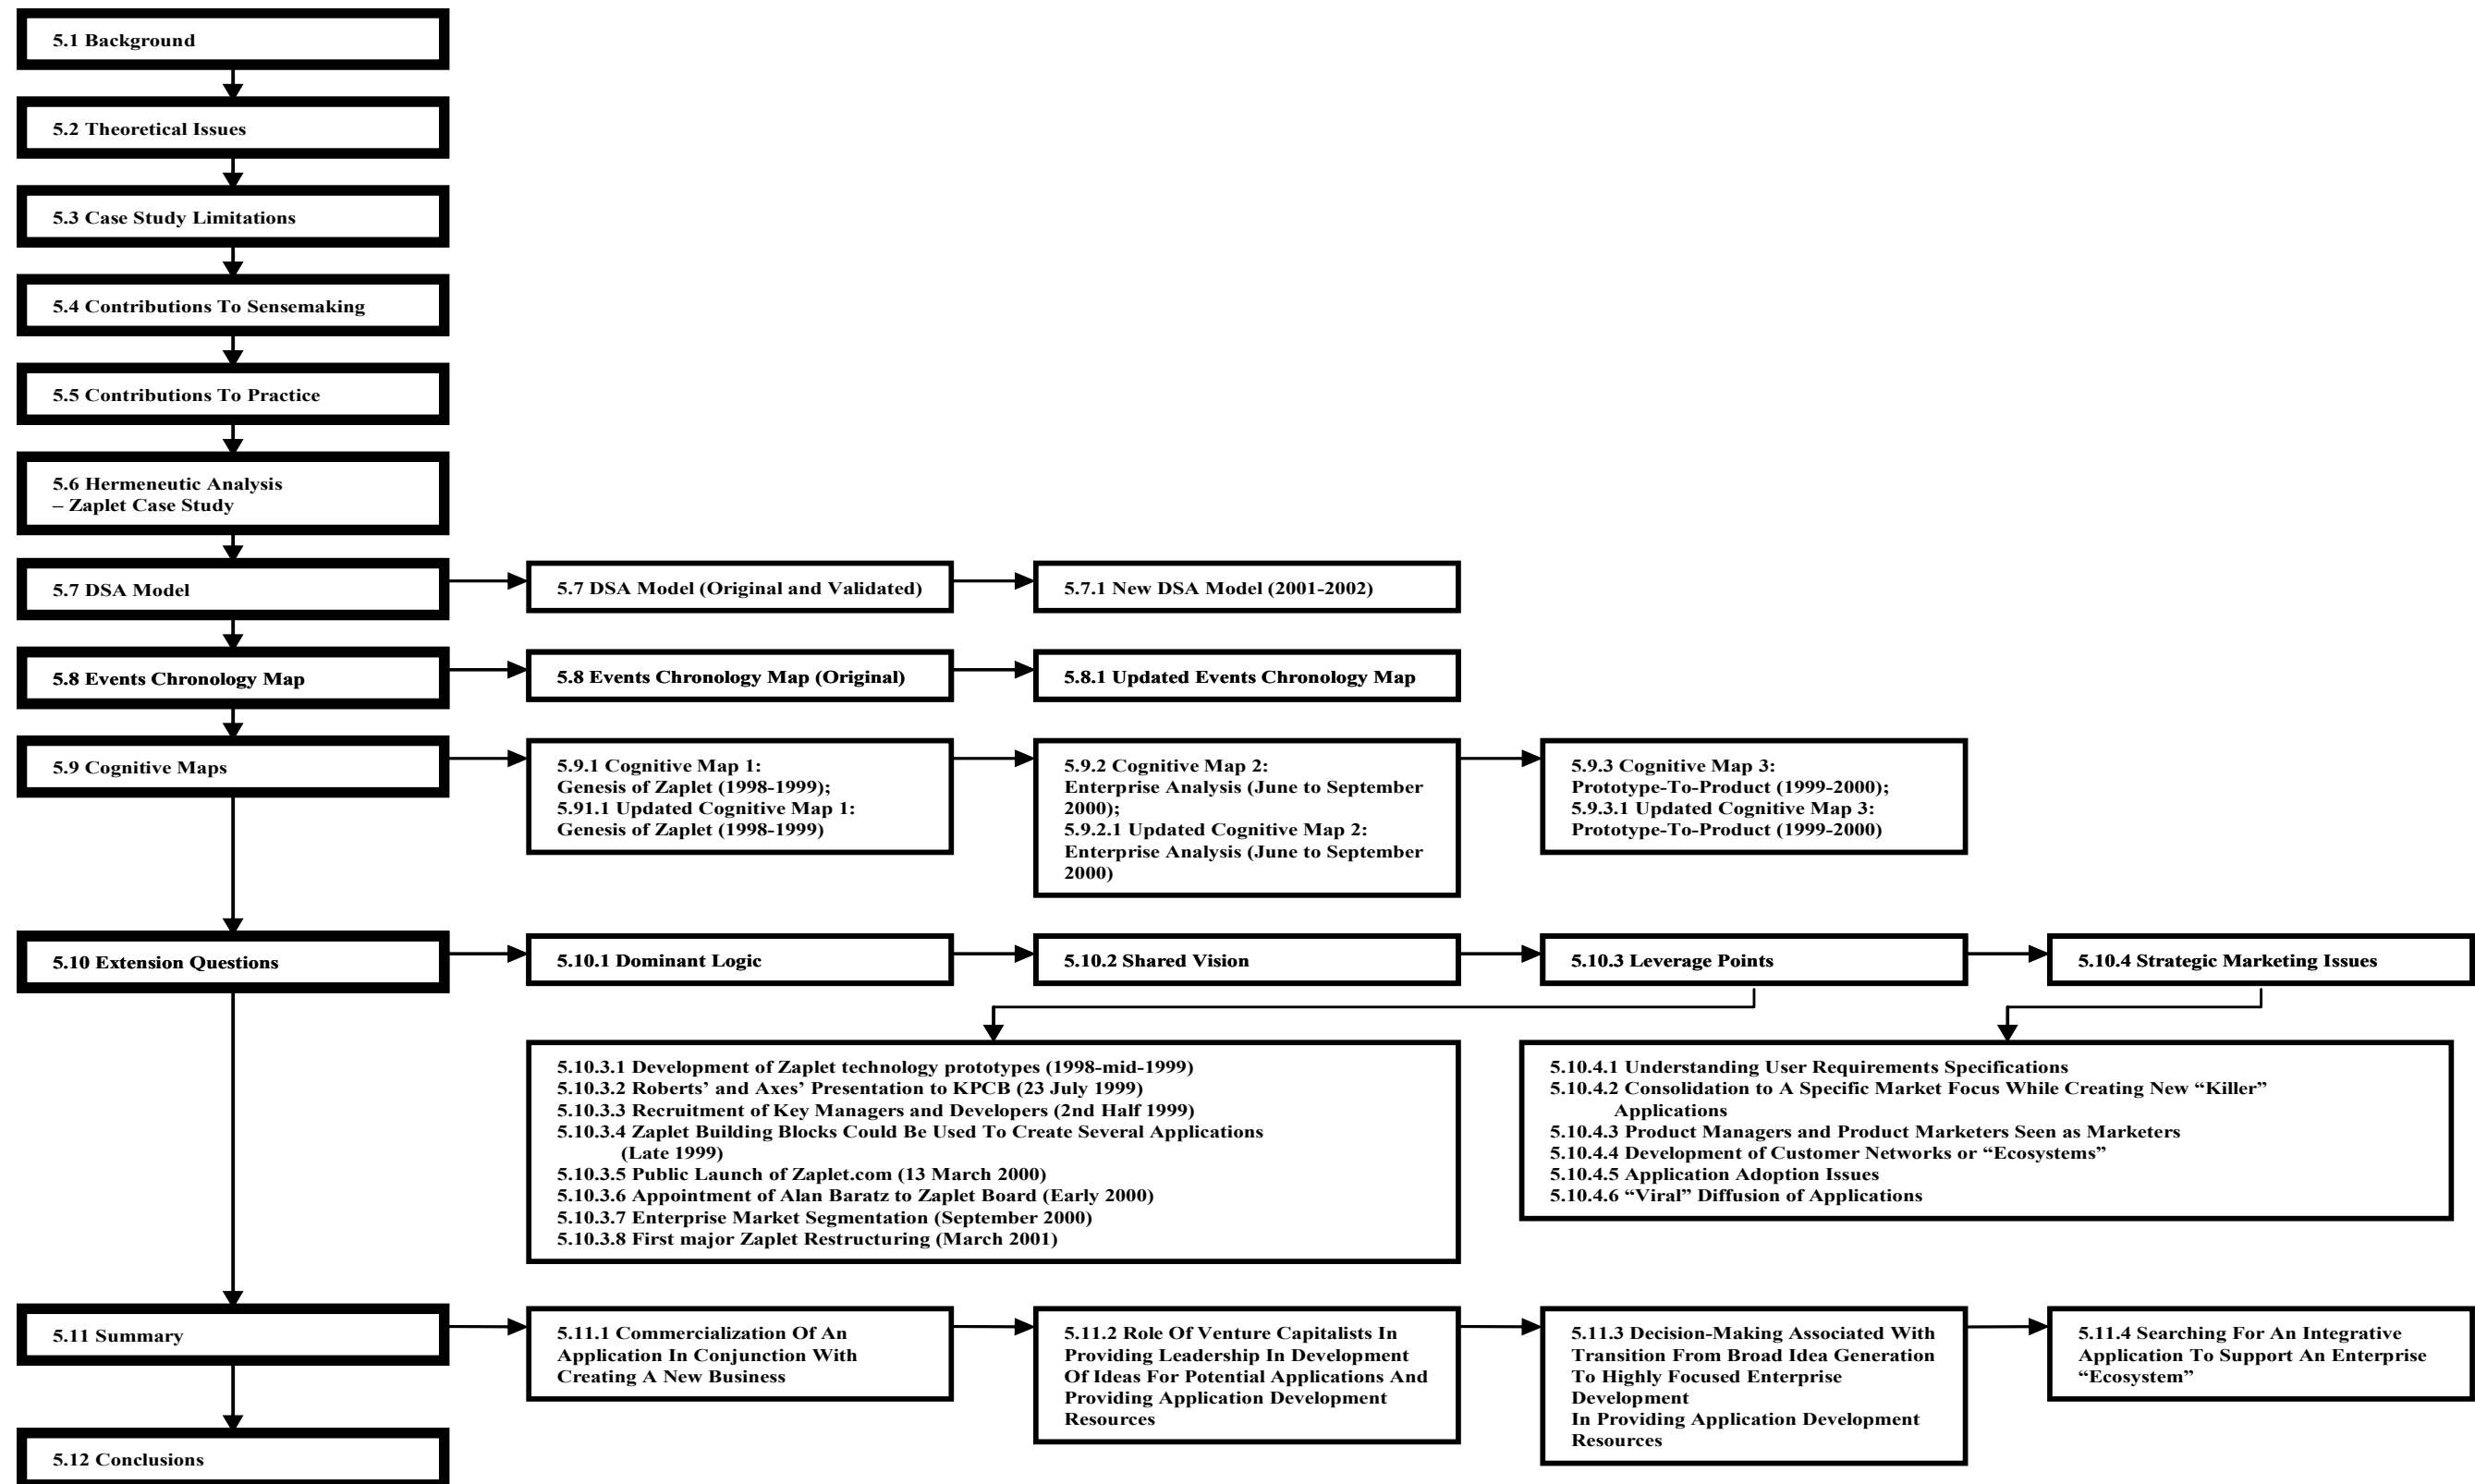 5.1 Background
5.2 Theoretical Issues
5.3 Case Study Limitations
5.4 Contributions To Sensemaking
5.5 Contributions To Practice
5.6 Hermeneutic Analysis
– Zaplet Case Study
5.7 DSA Model
5.7 DSA Model (Original and Validated)
5.7.1 New DSA Model (2001-2002)
5.8 Events Chronology Map
5.8 Events Chronology Map (Original)
5.8.1 Updated Events Chronology Map
5.9 Cognitive Maps
5.9.1 Cognitive Map 1:
Genesis of Zaplet (1998-1999);
5.91.1 Updated Cognitive Map 1:
Genesis of Zaplet (1998-1999)
5.9.2 Cognitive Map 2:
Enterprise Analysis (June to September
2000);
5.9.2.1 Updated Cognitive Map 2:
Enterprise Analysis (June to September
2000)
5.9.3 Cognitive Map 3:
Prototype-To-Product (1999-2000);
5.9.3.1 Updated Cognitive Map 3:
Prototype-To-Product (1999-2000)
5.10 Extension Questions
5.10.1 Dominant Logic
5.10.2 Shared Vision
5.10.3 Leverage Points
5.10.4 Strategic Marketing Issues
5.10.3.1 Development of Zaplet technology prototypes (1998-mid-1999)
5.10.3.2 Roberts’ and Axes’ Presentation to KPCB (23 July 1999)
5.10.3.3 Recruitment of Key Managers and Developers (2nd Half 1999)
5.10.3.4 Zaplet Building Blocks Could Be Used To Create Several Applications
(Late 1999)
5.10.3.5 Public Launch of Zaplet.com (13 March 2000)
5.10.3.6 Appointment of Alan Baratz to Zaplet Board (Early 2000)
5.10.3.7 Enterprise Market Segmentation (September 2000)
5.10.3.8 First major Zaplet Restructuring (March 2001)
5.10.4.1 Understanding User Requirements Specifications
5.10.4.2 Consolidation to A Specific Market Focus While Creating New “Killer”
Applications
5.10.4.3 Product Managers and Product Marketers Seen as Marketers
5.10.4.4 Development of Customer Networks or “Ecosystems”
5.10.4.5 Application Adoption Issues
5.10.4.6 “Viral” Diffusion of Applications
5.11 Summary
5.11.1 Commercialization Of An
Application In Conjunction With
Creating A New Business
5.11.2 Role Of Venture Capitalists In
Providing Leadership In Development
Of Ideas For Potential Applications And
Providing Application Development
Resources
5.11.3 Decision-Making Associated With
Transition From Broad Idea Generation
To Highly Focused Enterprise
Development
In Providing Application Development
Resources
5.11.4 Searching For An Integrative
Application To Support An Enterprise
“Ecosystem”
5.12 Conclusions